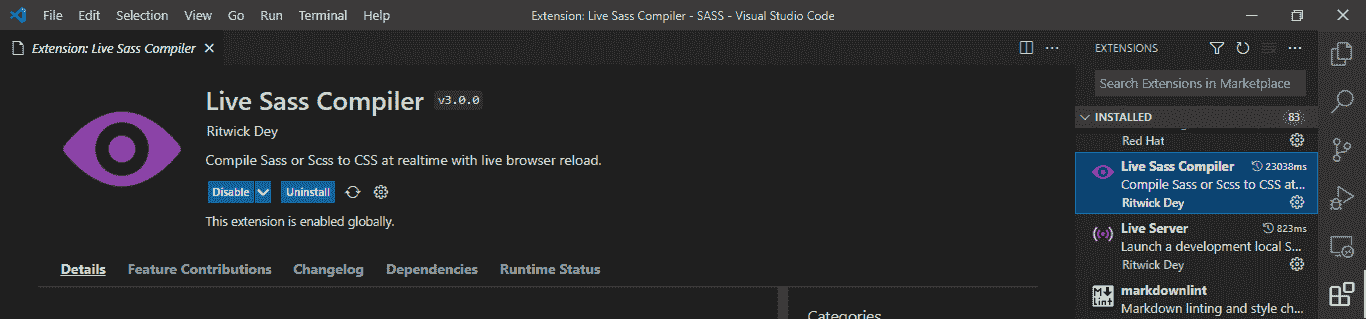 File Edit Selection View Go Run Terminal Help Extension: Live Sass Compiler - SASS - Visual Studio Code
Extension: Live Sass Compiler
Live Sass Compiler v3.0.0
Ritwick Dey
Compile Sass or Scss to CSS at realtime with live browser reload.
Disable Uninstall
This extension is enabled globally.
Details Feature Contributions Changelog Dependencies Runtime Status
Categories
EXTENSIONS
Search Extensions in Marketplace
INSTALLED 83
Red Hat
Live Sass Compiler 23038ms
Compile Sass or Scss to CSS at...
Ritwick Dey
Live Server 823ms
Launch a development local S...
Ritwick Dey
M↓ lint
markdownlint
Markdown linting and style ch...